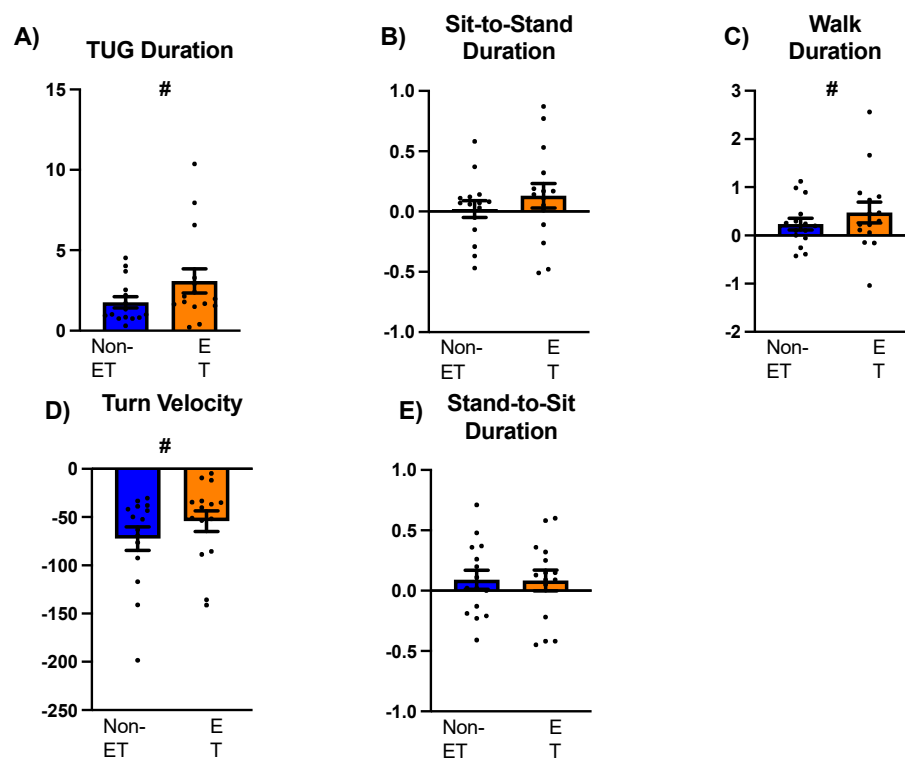 A)
TUG Duration
#
15
10
5
0
Non-
ET
E
T
B)
Sit-to-Stand
Duration
1.0
0.5
0.0
-0.5
-1.0
Non-
ET
E
T
C)
Walk
Duration
#
3
2
1
0
-1
-2
Non-
ET
E
T
D)
Turn Velocity
#
0
-50
-100
-150
-200
-250
Non-
ET
E
T
E)
Stand-to-Sit
Duration
1.0
0.5
0.0
-0.5
-1.0
Non-
ET
E
T